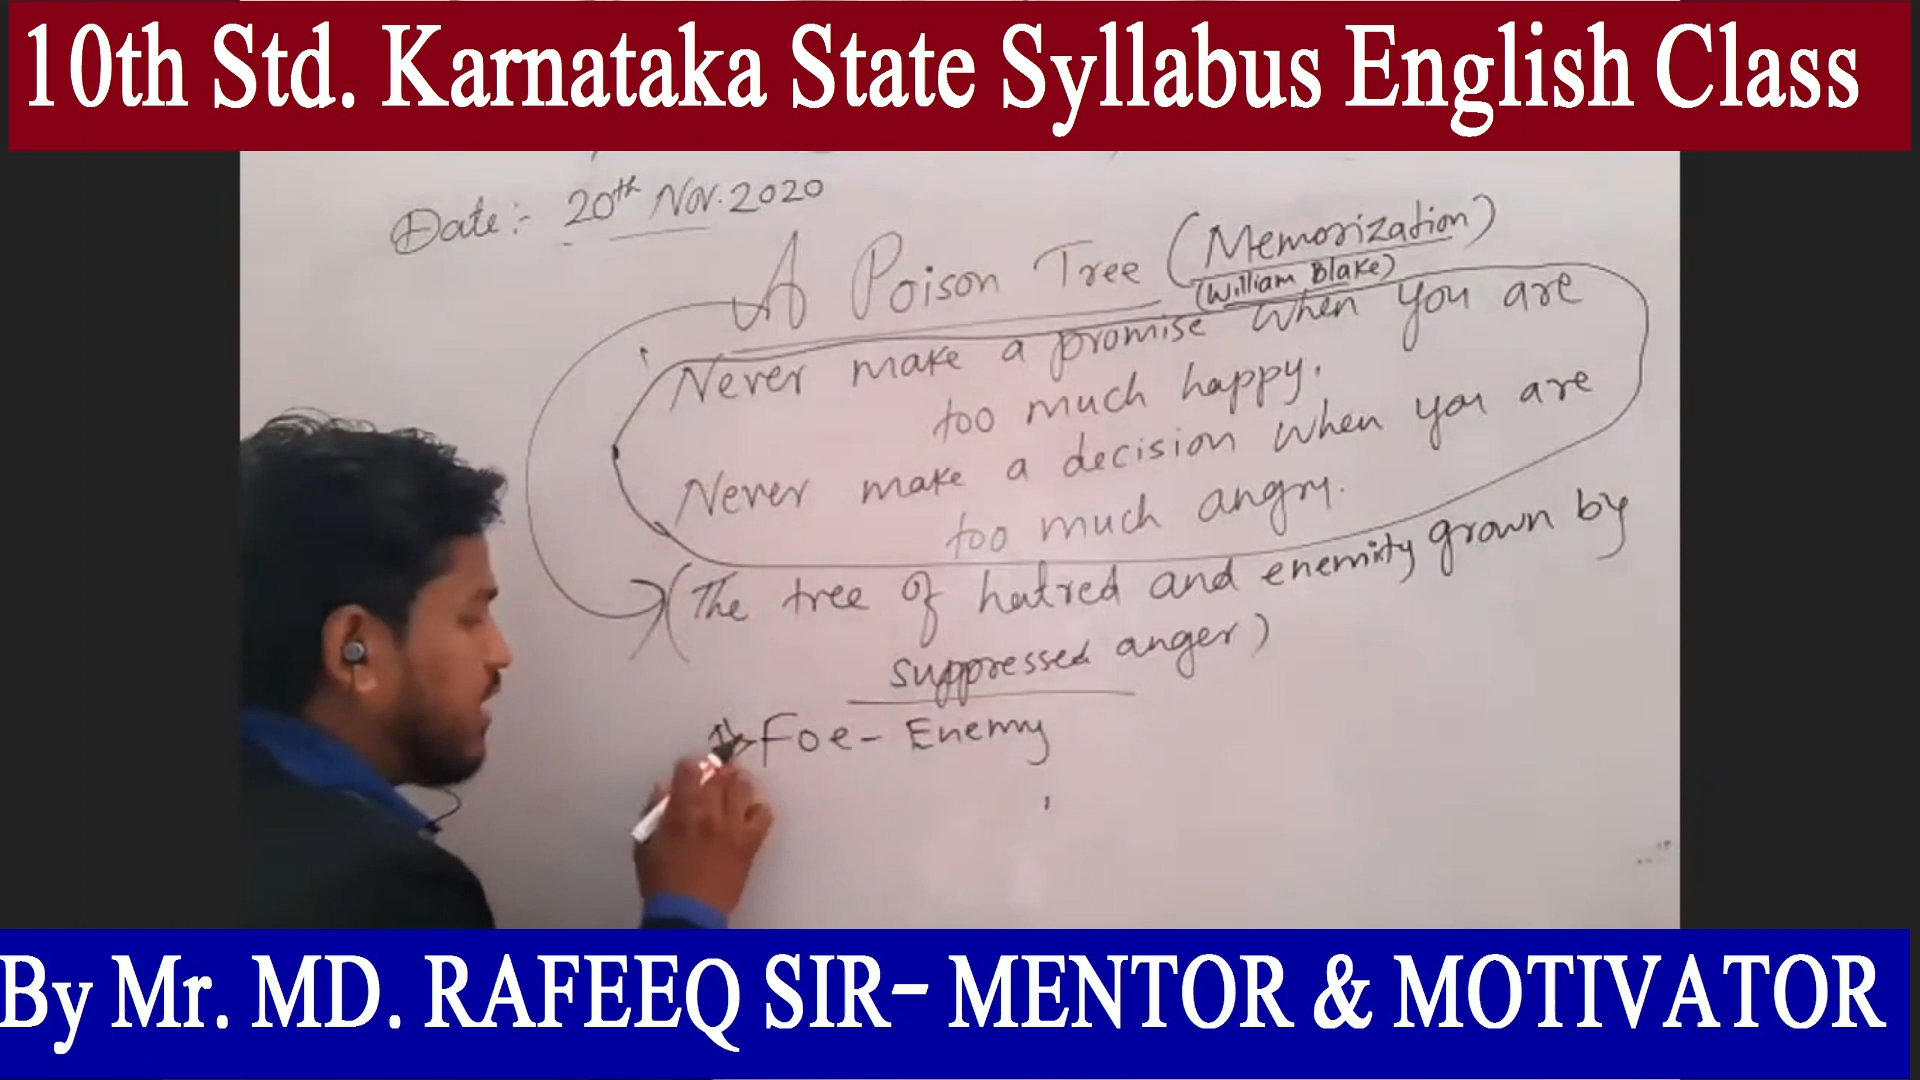 10th Std. Karnataka State Syllabus English Class
Date:- 20th Nov. 2020
A Poison Tree (Memorization)
(William Blake)
Never make a promise when you are
too much happy.
Never make a decision when you are
too much angry.
(The tree of hatred and enemity grown by
suppressed anger)
Foe- Enemy
By Mr. MD. RAFEEQ SIR- MENTOR & MOTIVATOR